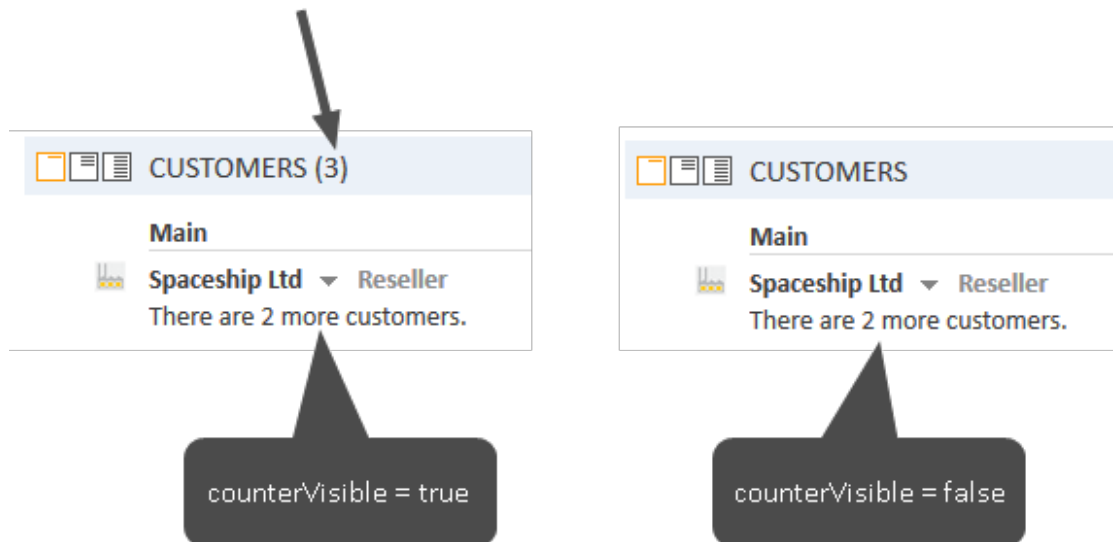 CUSTOMERS (3)
Main
Spaceship Ltd Reseller
There are 2 more customers.
counterVisible = true
CUSTOMERS
Main
Spaceship Ltd Reseller
There are 2 more customers.
counterVisible = false